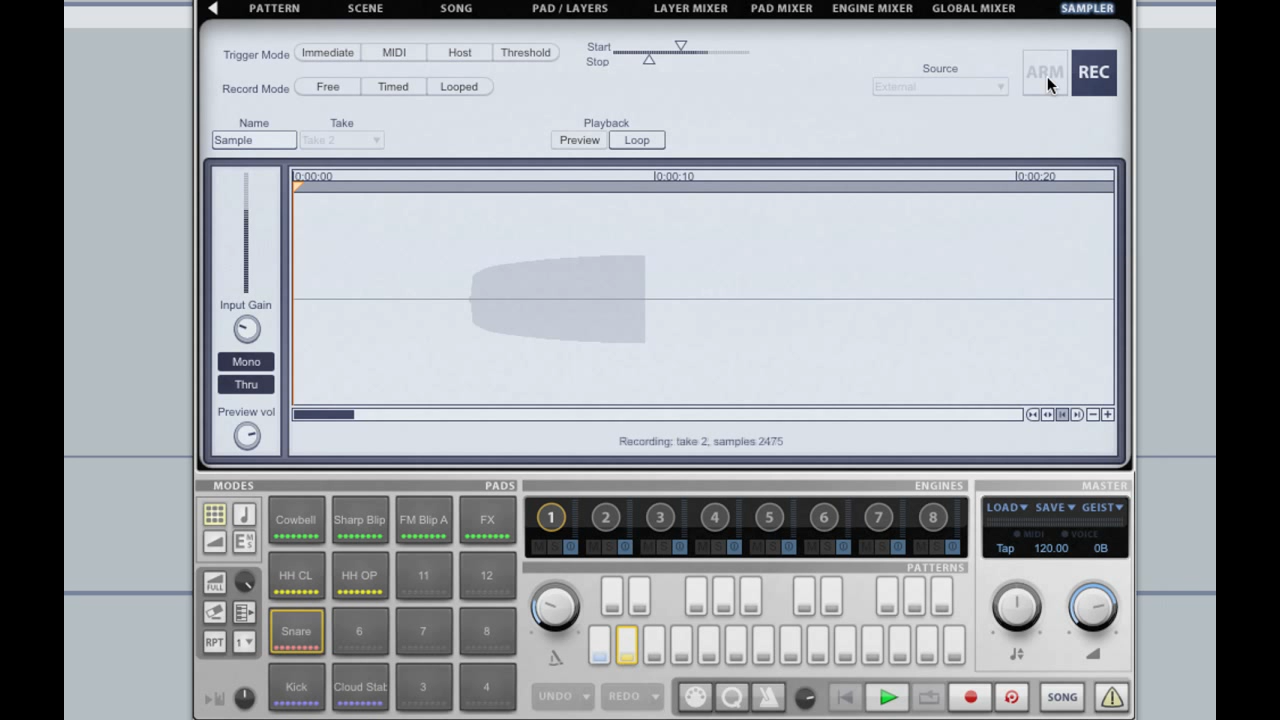 PATTERN SCENE SONG PAD / LAYERS LAYER MIXER PAD MIXER ENGINE MIXER GLOBAL MIXER SAMPLER
Trigger Mode Immediate MIDI Host Threshold Start
Stop
Source
External
ARM REC
Record Mode Free Timed Looped
Name Take Playback
Sample Take 2 Preview Loop
0:00:00 0:00:10 0:00:20
Input Gain
Mono
Thru
Preview vol
Recording: take 2, samples 2475
MODES PADS ENGINES MASTER
Cowbell Sharp Blip FM Blip A FX
1 2 3 4 5 6 7 8
LOAD SAVE GEIST
MIDI VOICE
Tap 120.00 0B
M S M S M S M S M S M S M S M S
PATTERNS
HH CL HH OP 11 12
E M S
FULL
Snare 6 7 8
RPT 1
Kick Cloud Stab 3 4
UNDO REDO SONG